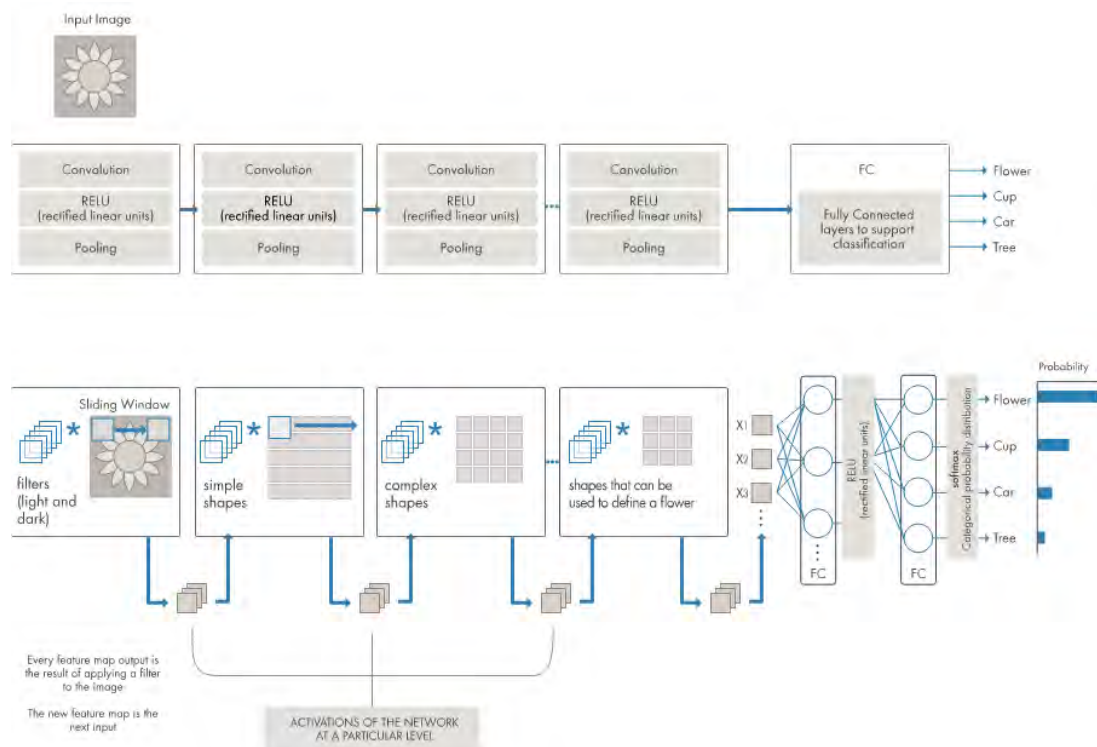 Input Image
Convolution
RELU
(rectified linear units)
Pooling
Convolution
RELU
(rectified linear units)
Pooling
Convolution
RELU
(rectified linear units)
Pooling
Convolution
RELU
(rectified linear units)
Pooling
FC
Fully Connected
layers to support
classification
Flower
Cup
Car
Tree
Sliding Window
*
filters
(light and
dark)
*
simple
shapes
*
complex
shapes
*
shapes that can be
used to define a flower
X1
X2
X3
FC
RELU
(rectified linear units)
FC
softmax
Categorical probability distribution
Probability
Flower
Cup
Car
Tree
Every feature map output is
the result of applying a filter
to the image
The new feature map is the
next input
ACTIVATIONS OF THE NETWORK
AT A PARTICULAR LEVEL